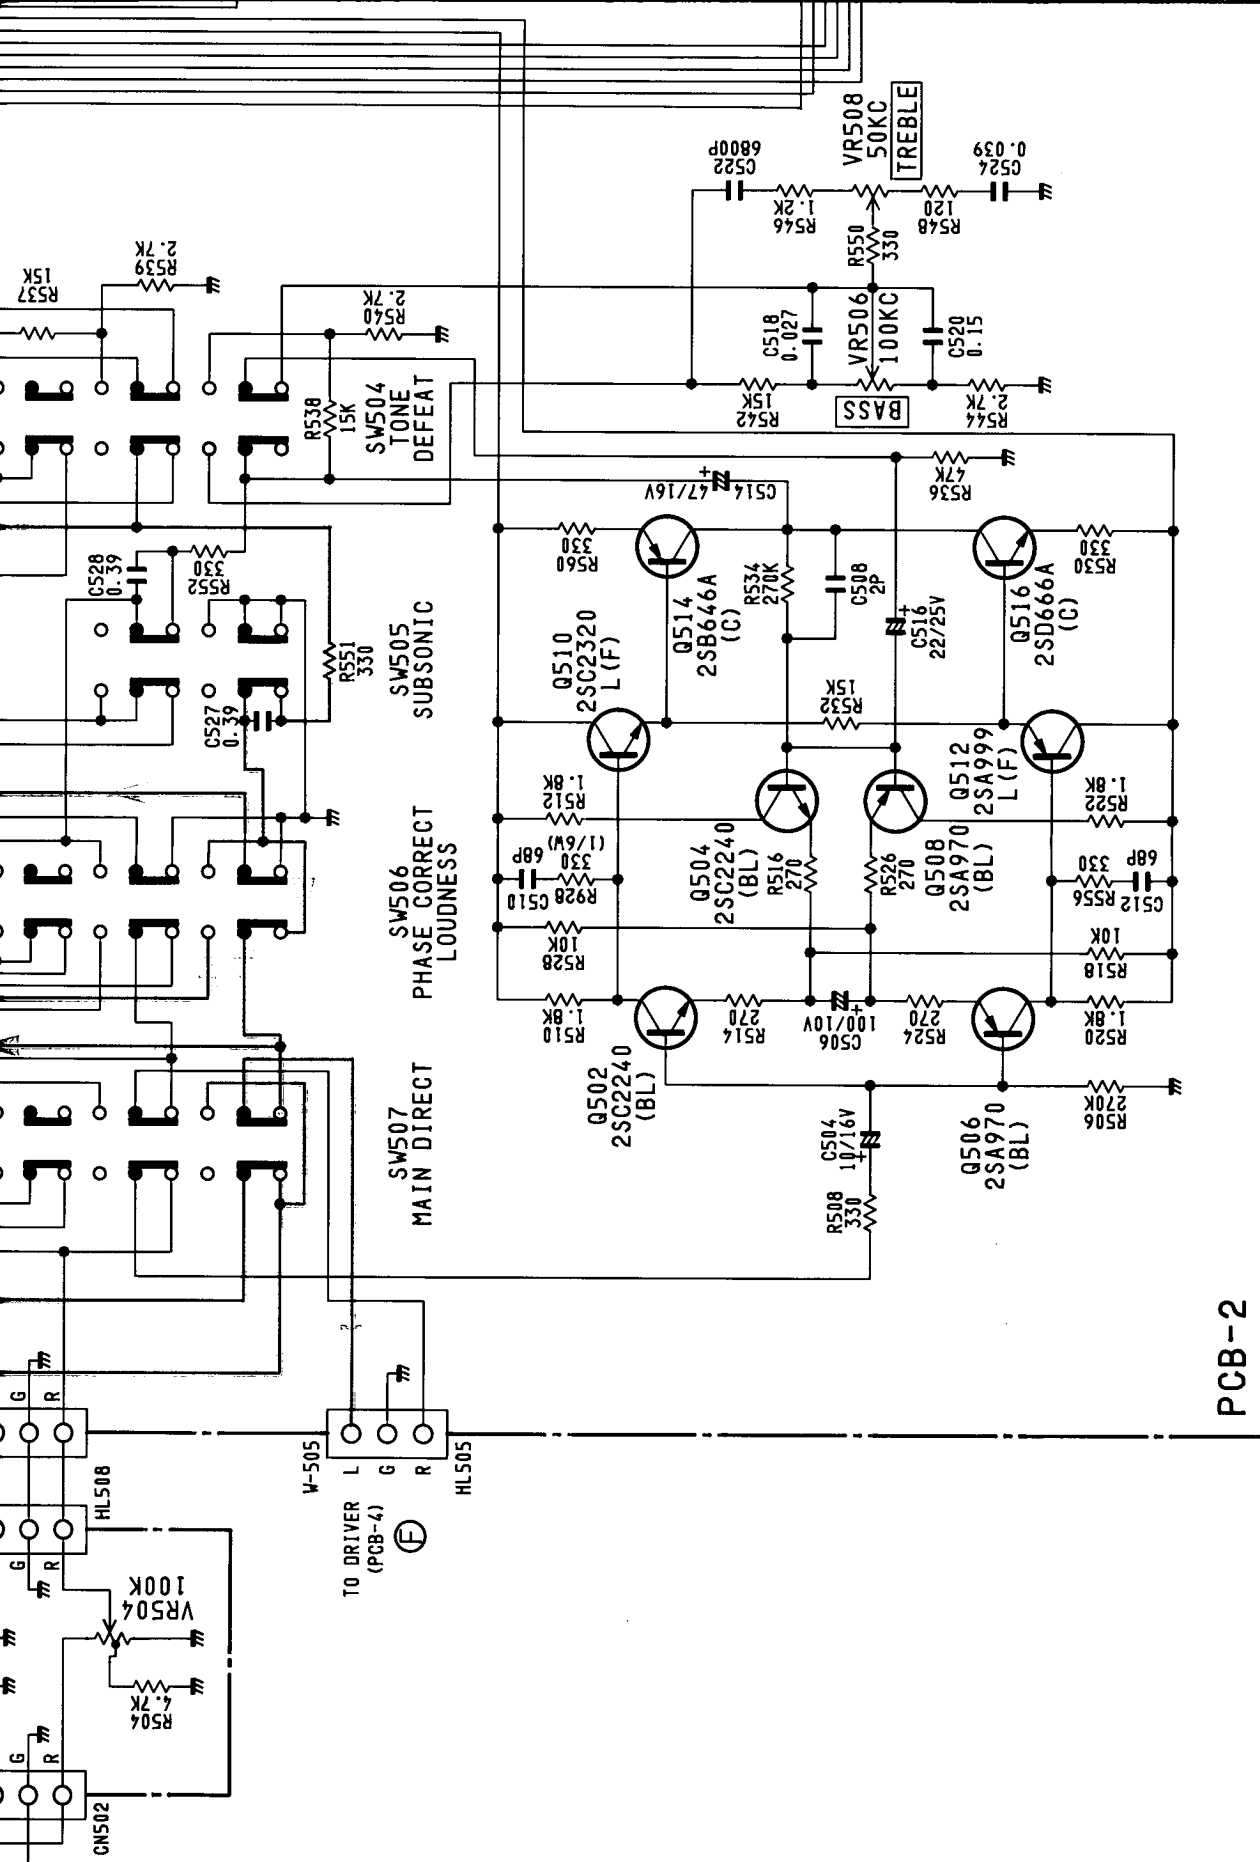 VR508
50KC
TREBLE
6800P
C522
0.039
C524
1.2K
R546
120
R548
R550
330
2.7K
R539
15K
R537
2.7K
R540
C518
0.027
VR506
100KC
C520
0.15
R538
15K
SW504
TONE
DEFEAT
15K
R542
BASS
2.7K
R544
+
47/16V
C514
47K
R536
330
R560
330
R530
C528
0.39
330
R552
R534
270K
C508
2P
Q514
2SB646A
(C)
+
C516
22/25V
Q516
2SD666A
(C)
Q510
2SC2320
L(F)
SW505
SUBSONIC
R551
330
C527
0.39
15K
R532
Q512
2SA999
L(F)
1.8K
R512
1.8K
R522
(1/6W)
330
R928
68P
C510
Q504
2SC2240
(BL)
R516
270
R526
270
Q508
2SA970
(BL)
330
R556
68P
C512
SW506
PHASE CORRECT
LOUDNESS
10K
R528
10K
R518
1.8K
R510
270
R514
+
100/10V
C506
270
R524
1.8K
R520
Q502
2SC2240
(BL)
SW507
MAIN DIRECT
C504
10/16V
+
Q506
2SA970
(BL)
270K
R506
R508
330
PCB-2
G
R
HL508
W-505
L
G
R
HL505
TO DRIVER
(PCB-4)
F
G
R
100K
VR504
4.7K
R504
G
R
CN502